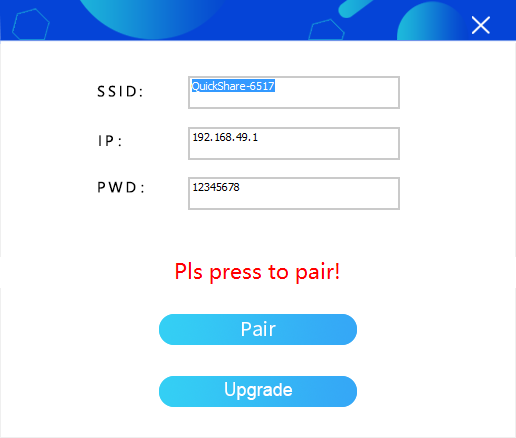 SSID:
QuickShare-6517
IP:
192.168.49.1
PWD:
12345678
Pls press to pair!
Pair
Upgrade